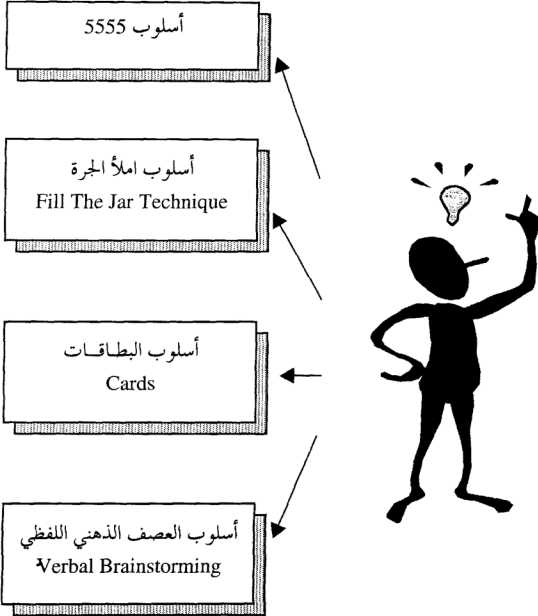 أسلوب 5555
أسلوب املأ الجرة
Fill The Jar Technique
أسلوب البطاقات
Cards
أسلوب العصف الذهني اللفظي
Verbal Brainstorming